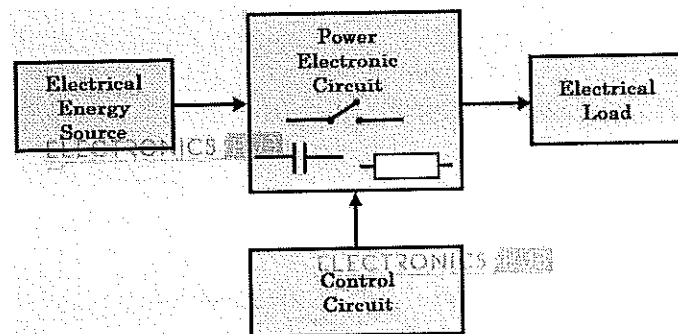 Power
Electronic
Circuit
Electrical
Energy
Source
Electrical
Load
ELECTRONICS
ELECTRONICS
Control
Circuit